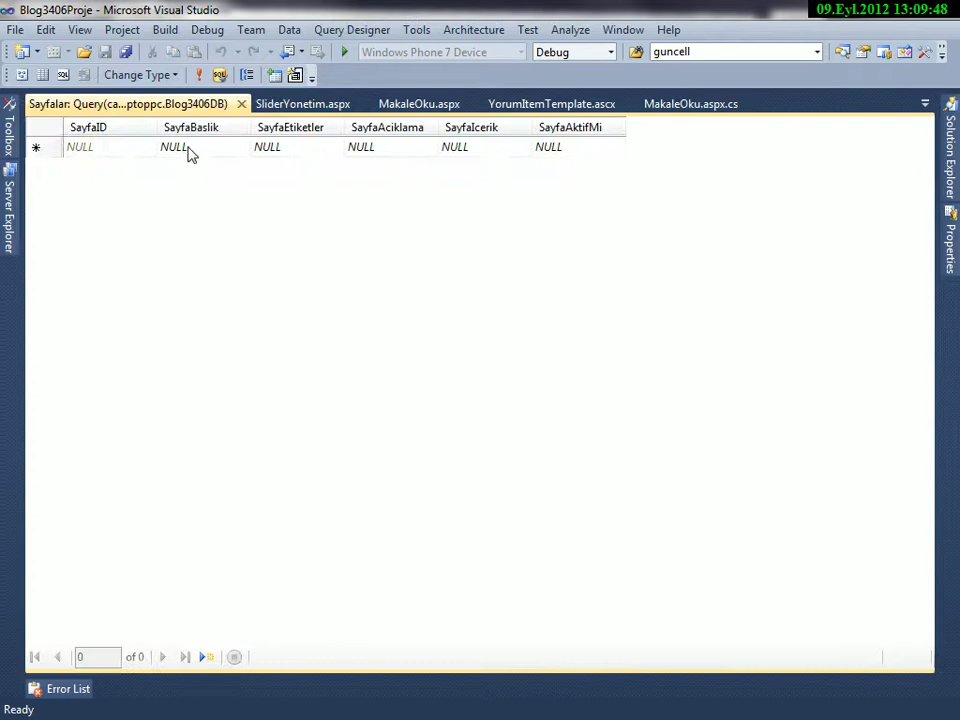 Blog3406Proje - Microsoft Visual Studio
09.Eyl.2012 13:09:48
File Edit View Project Build Debug Team Data Query Designer Tools Architecture Test Analyze Window Help
Windows Phone 7 Device Debug guncell
SQL Change Type
Sayfalar: Query(ca...ptoppc.Blog3406DB) SliderYonetim.aspx MakaleOku.aspx YorumItemTemplate.ascx MakaleOku.aspx.cs
SayfaID SayfaBaslik SayfaEtiketler SayfaAciklama SayfaIcerik SayfaAktifMi
NULL NULL NULL NULL NULL NULL
Toolbox
Server Explorer
Solution Explorer
Properties
0 of 0
Error List
Ready